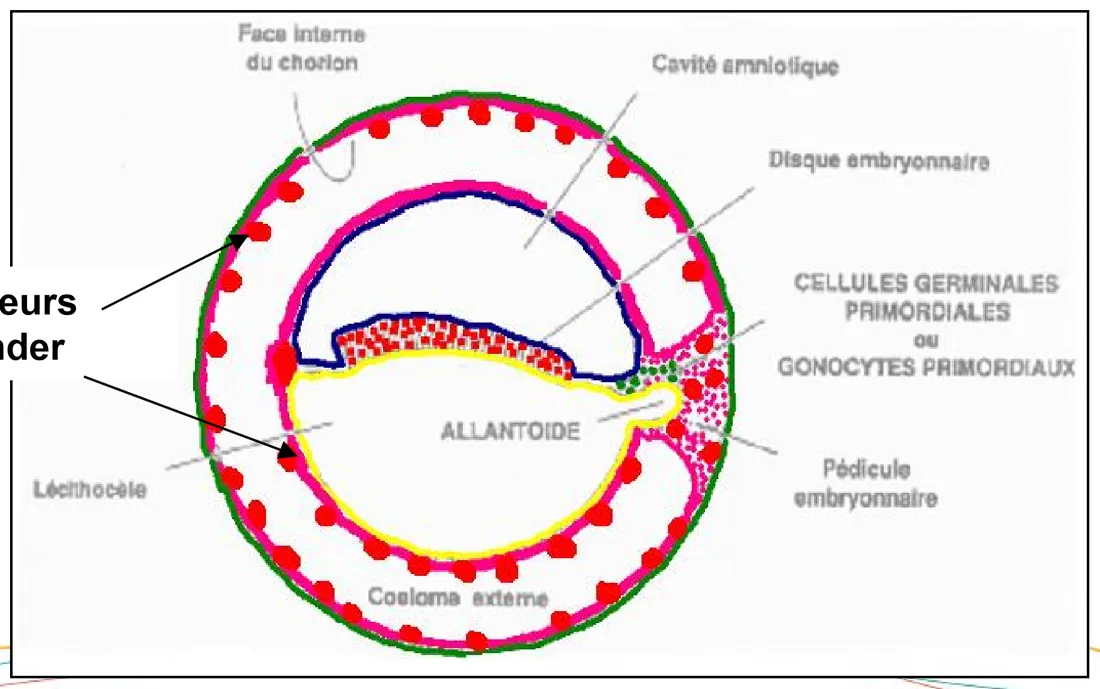 Face interne
du chorion
Cavité amniotique
Disque embryonnaire
CELLULES GERMINALES
PRIMORDIALES
ou
GONOCYTES PRIMORDIAUX
eurs
nder
ALLANTOIDE
Lécithocèle
Pédicule
embryonnaire
Coelome externe